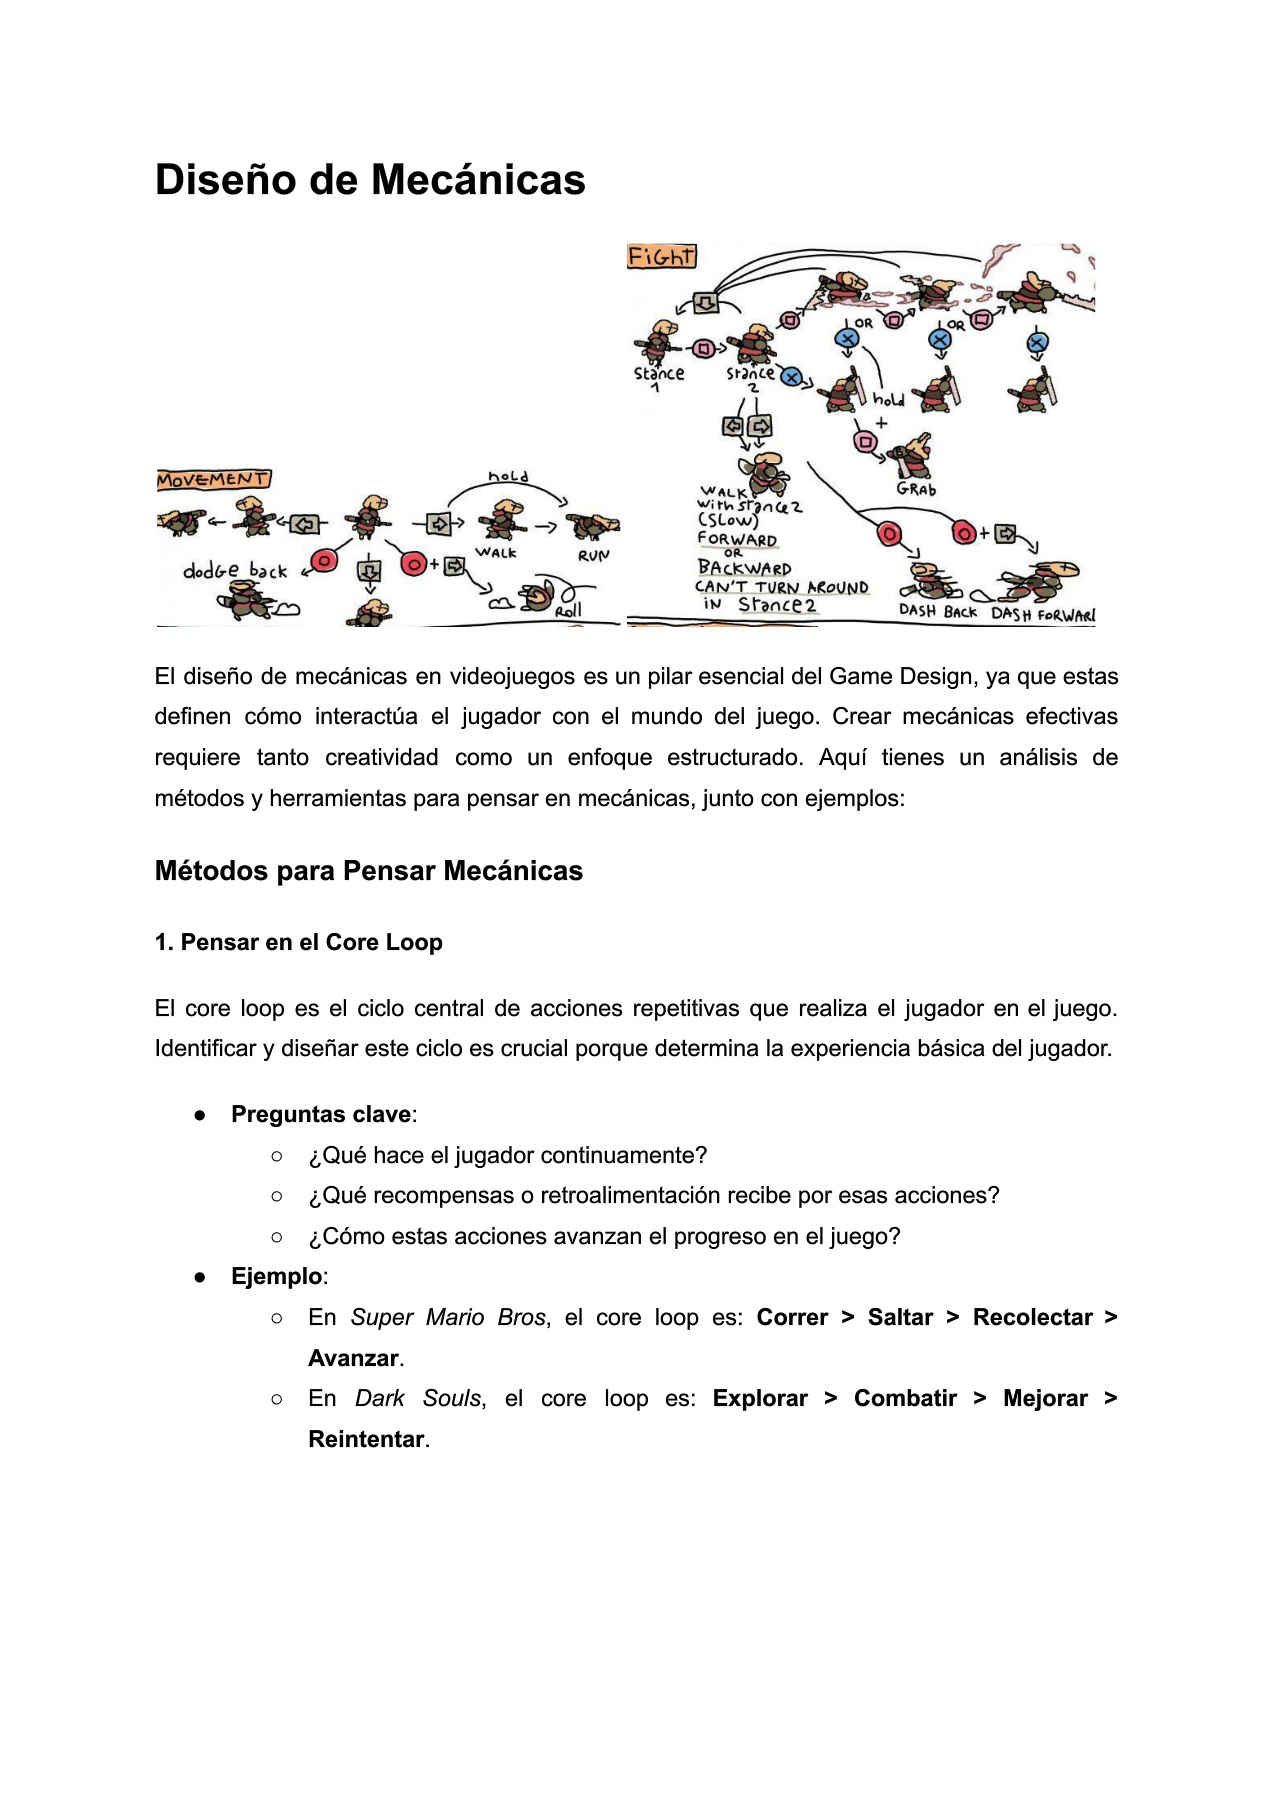 Diseño de Mecánicas
FiGhT
OR
OR
Stance
1
Stance
2
hold
+
GRAb
WALK
With Stance 2
(SLow)
FORWARD
OR
BACKWARD
CAN'T TURN AROUND
iN Stance 2
+
DASH BACK DASH FORWARD
MOVEMENT
hold
WALK
RUN
dodge back
+
Roll
El diseño de mecánicas en videojuegos es un pilar esencial del Game Design, ya que estas
definen cómo interactúa el jugador con el mundo del juego. Crear mecánicas efectivas
requiere tanto creatividad como un enfoque estructurado. Aquí tienes un análisis de
métodos y herramientas para pensar en mecánicas, junto con ejemplos:
Métodos para Pensar Mecánicas
1. Pensar en el Core Loop
El core loop es el ciclo central de acciones repetitivas que realiza el jugador en el juego.
Identificar y diseñar este ciclo es crucial porque determina la experiencia básica del jugador.
● Preguntas clave:
○ ¿Qué hace el jugador continuamente?
○ ¿Qué recompensas o retroalimentación recibe por esas acciones?
○ ¿Cómo estas acciones avanzan el progreso en el juego?
● Ejemplo:
○ En Super Mario Bros, el core loop es: Correr > Saltar > Recolectar >
Avanzar.
○ En Dark Souls, el core loop es: Explorar > Combatir > Mejorar >
Reintentar.